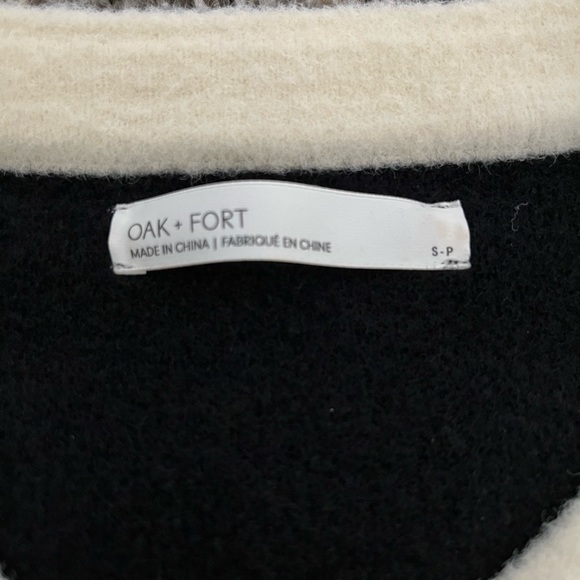 OAK + FORT
MADE IN CHINA | FABRIQUÉ EN CHINE
S-P